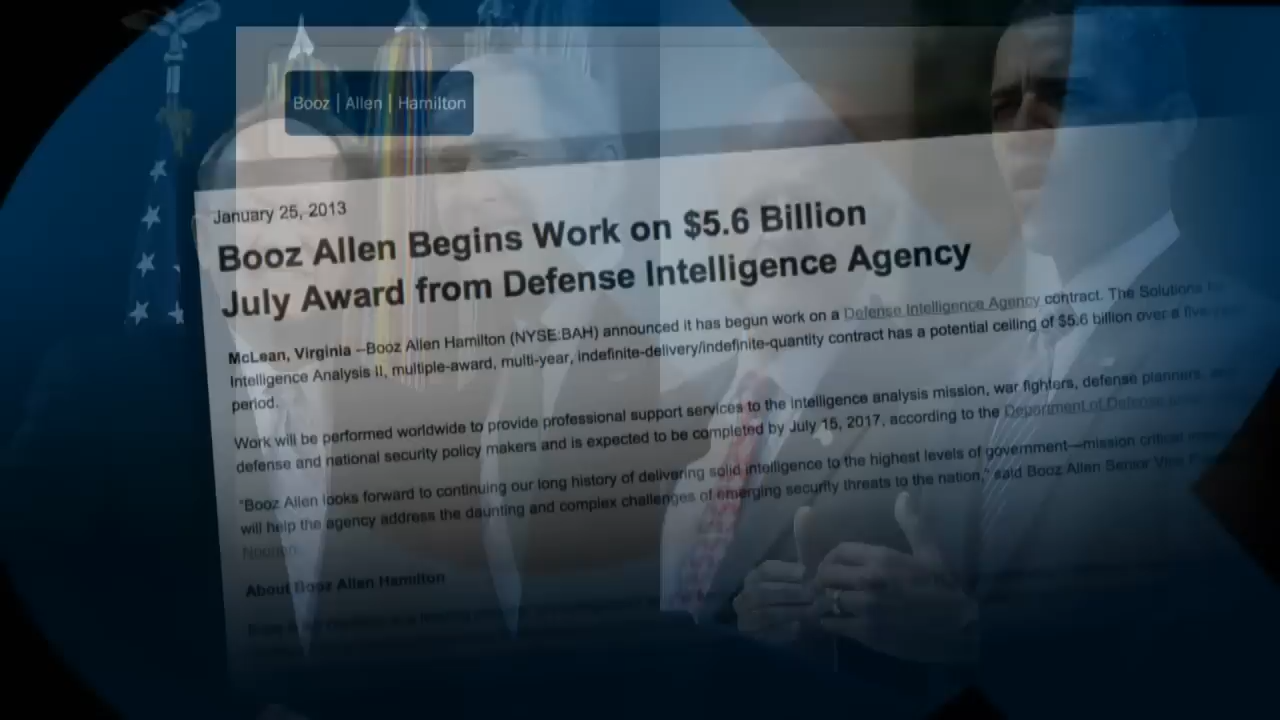 Booz | Allen | Hamilton
January 25, 2013
Booz Allen Begins Work on $5.6 Billion
July Award from Defense Intelligence Agency
McLean, Virginia –Booz Allen Hamilton (NYSE:BAH) announced it has begun work on a Defense Intelligence Agency contract. The Solutions
Intelligence Analysis II, multiple-award, multi-year, indefinite-delivery/indefinite-quantity contract has a potential ceiling of $5.6 billion over a
period.
Work will be performed worldwide to provide professional support services to the intelligence analysis mission, war fighters, defense planners,
defense and national security policy makers and is expected to be completed by July 15, 2017, according to the Department of Defense
"Booz Allen looks forward to continuing our long history of delivering solid intelligence to the highest levels of government—mission critical
will help the agency address the daunting and complex challenges of emerging security threats to the nation," said Booz Allen Senior
About Booz Allen Hamilton